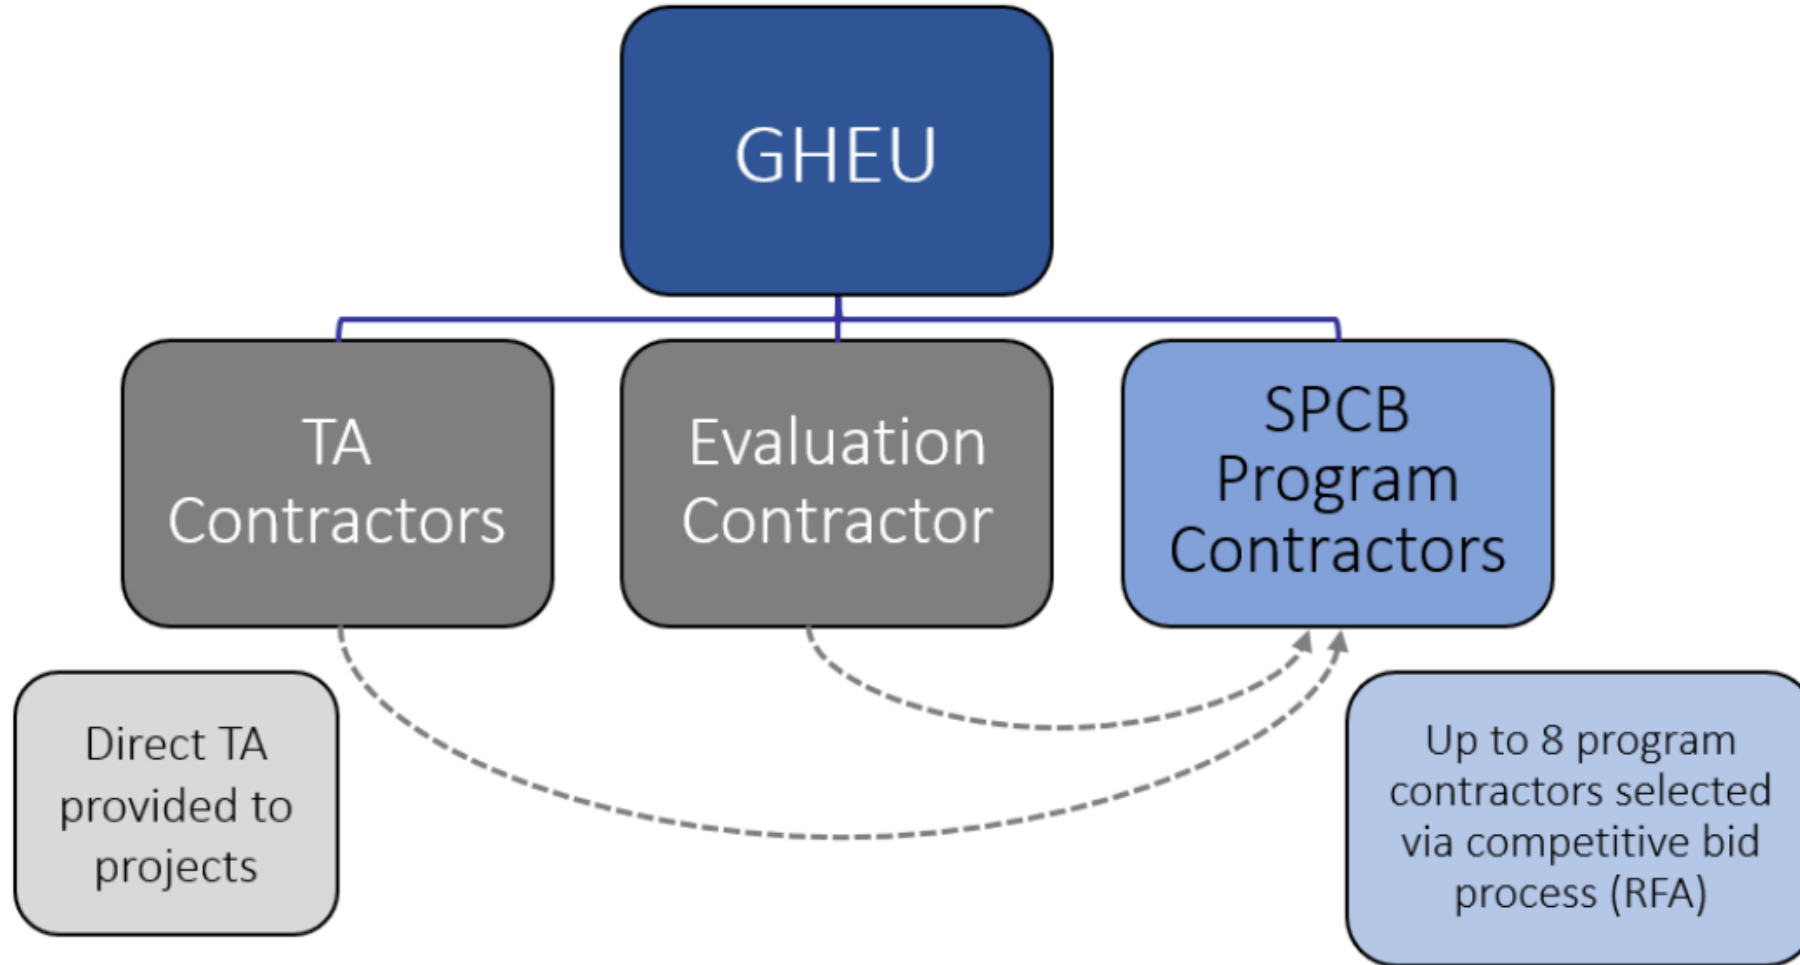 GHEU
TA
Contractors
Evaluation
Contractor
SPCB
Program
Contractors
Direct TA
provided to
projects
Up to 8 program
contractors selected
via competitive bid
process (RFA)